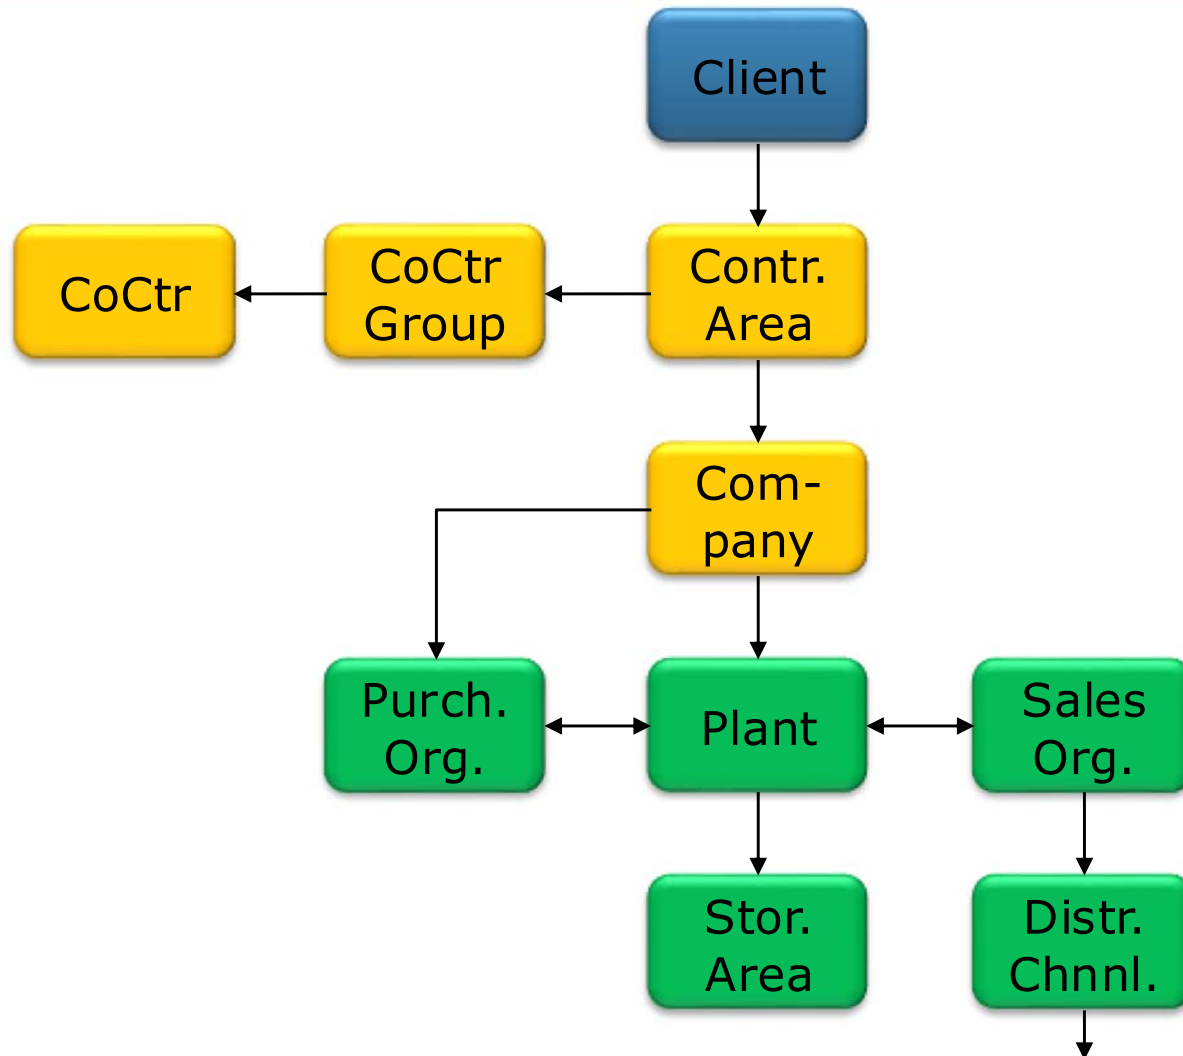 Client
CoCtr
CoCtr
Group
Contr.
Area
Com-
pany
Purch.
Org.
Plant
Sales
Org.
Stor.
Area
Distr.
Chnnl.